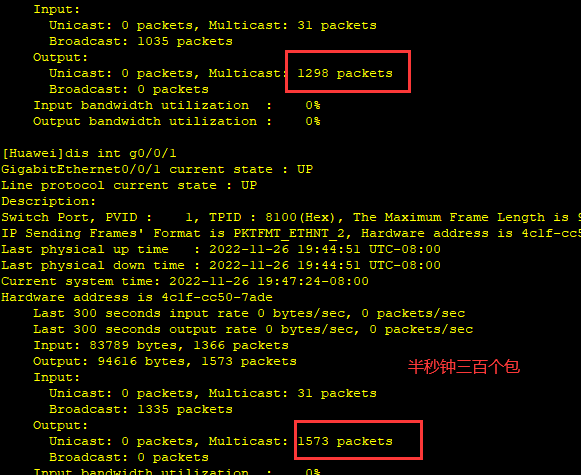 Input:
Unicast: 0 packets, Multicast: 31 packets
Broadcast: 1035 packets
Output:
Unicast: 0 packets, Multicast: 1298 packets
Broadcast: 0 packets
Input bandwidth utilization  :    0%
Output bandwidth utilization :    0%
[Huawei]dis int g0/0/1
GigabitEthernet0/0/1 current state : UP
Line protocol current state : UP
Description:
Switch Port, PVID :    1, TPID : 8100(Hex), The Maximum Frame Length is 9
IP Sending Frames' Format is PKTFMT_ETHNT_2, Hardware address is 4c1f-cc50
Last physical up time   : 2022-11-26 19:44:51 UTC-08:00
Last physical down time : 2022-11-26 19:44:51 UTC-08:00
Current system time: 2022-11-26 19:47:24-08:00
Hardware address is 4c1f-cc50-7ade
Last 300 seconds input rate 0 bytes/sec, 0 packets/sec
Last 300 seconds output rate 0 bytes/sec, 0 packets/sec
Input: 83789 bytes, 1366 packets
Output: 94616 bytes, 1573 packets
半秒钟三百个包
Input:
Unicast: 0 packets, Multicast: 31 packets
Broadcast: 1335 packets
Output:
Unicast: 0 packets, Multicast: 1573 packets
Broadcast: 0 packets
Input bandwidth utilization  :    0%